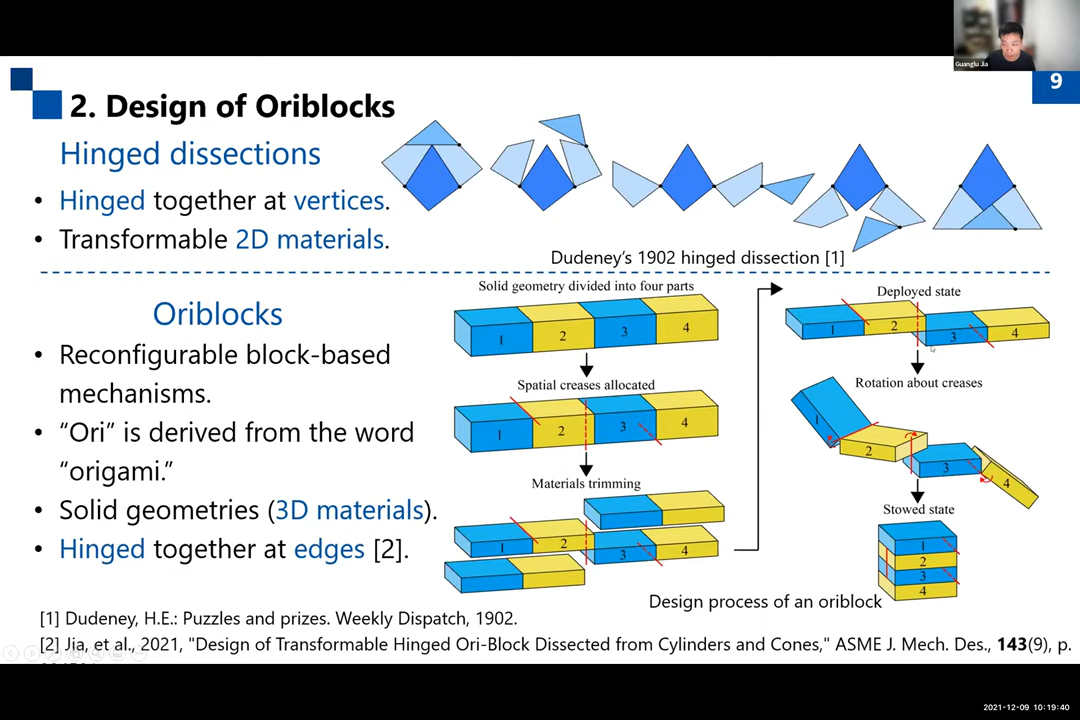 Guanglu Jia
9
2. Design of Oriblocks
Hinged dissections
• Hinged together at vertices.
• Transformable 2D materials.
Dudeney's 1902 hinged dissection [1]
Oriblocks
• Reconfigurable block-based
mechanisms.
• “Ori” is derived from the word
“origami.”
• Solid geometries (3D materials).
• Hinged together at edges [2].
Solid geometry divided into four parts
1 2 3 4
Spatial creases allocated
1 2 3 4
Materials trimming
1 2 3 4
Deployed state
1 2 3 4
Rotation about creases
1 2 3 4
Stowed state
1
2
3
4
Design process of an oriblock
[1] Dudeney, H.E.: Puzzles and prizes. Weekly Dispatch, 1902.
[2] Jia, et al., 2021, "Design of Transformable Hinged Ori-Block Dissected from Cylinders and Cones," ASME J. Mech. Des., 143(9), p.
2021-12-09 10:19:40